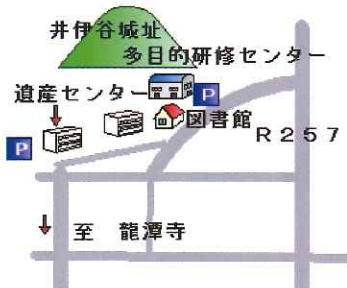 井伊谷城址
多目的研修センター
遺産センター
P
図書館
R257
P
至 龍潭寺